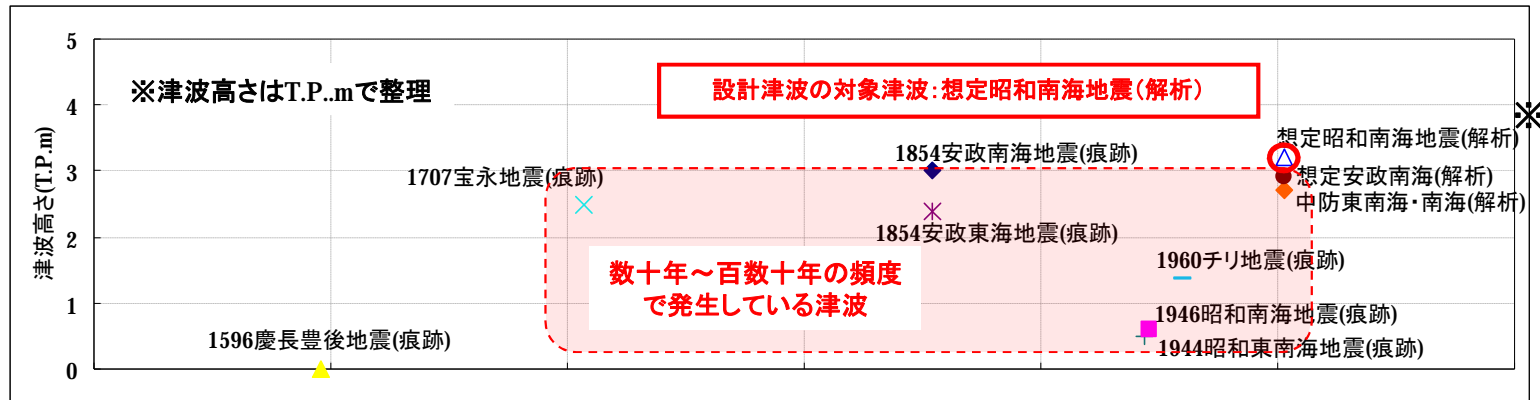 5
※津波高さはT.P..mで整理
設計津波の対象津波：想定昭和南海地震（解析）
4
※
想定昭和南海地震(解析)
1854安政南海地震(痕跡)
3
1707宝永地震(痕跡)
想定安政南海(解析)
中防東南海・南海(解析)
津波高さ(T.P.m)
2
1854安政東海地震(痕跡)
数十年～百数十年の頻度
で発生している津波
1960チリ地震(痕跡)
1
1946昭和南海地震(痕跡)
1596慶長豊後地震(痕跡)
1944昭和東南海地震(痕跡)
0